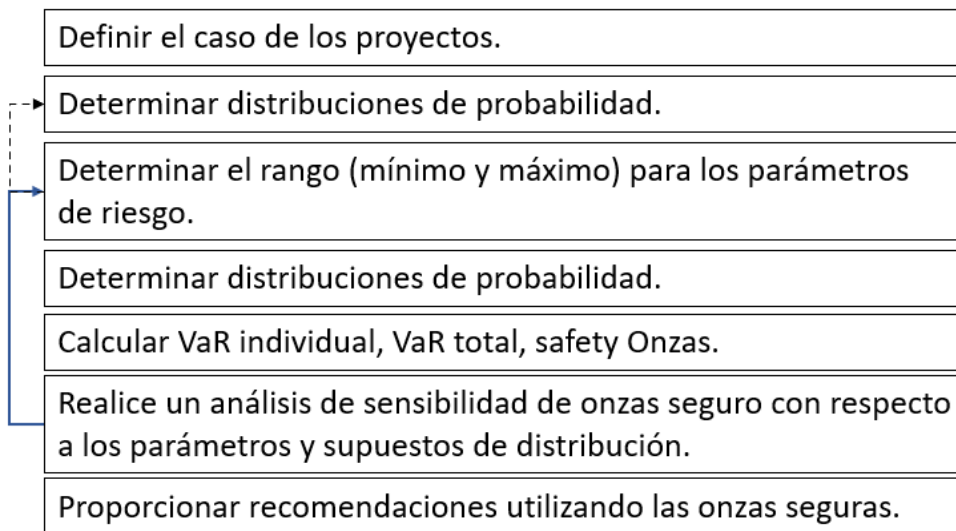 Definir el caso de los proyectos.
Determinar distribuciones de probabilidad.
Determinar el rango (mínimo y máximo) para los parámetros
de riesgo.
Determinar distribuciones de probabilidad.
Calcular VaR individual, VaR total, safety Onzas.
Realice un análisis de sensibilidad de onzas seguro con respecto
a los parámetros y supuestos de distribución.
Proporcionar recomendaciones utilizando las onzas seguras.